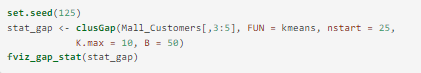 set.seed(125)
stat_gap <- clusGap(Mall_Customers[,3:5], FUN = kmeans, nstart = 25,
K.max = 10, B = 50)
fviz_gap_stat(stat_gap)